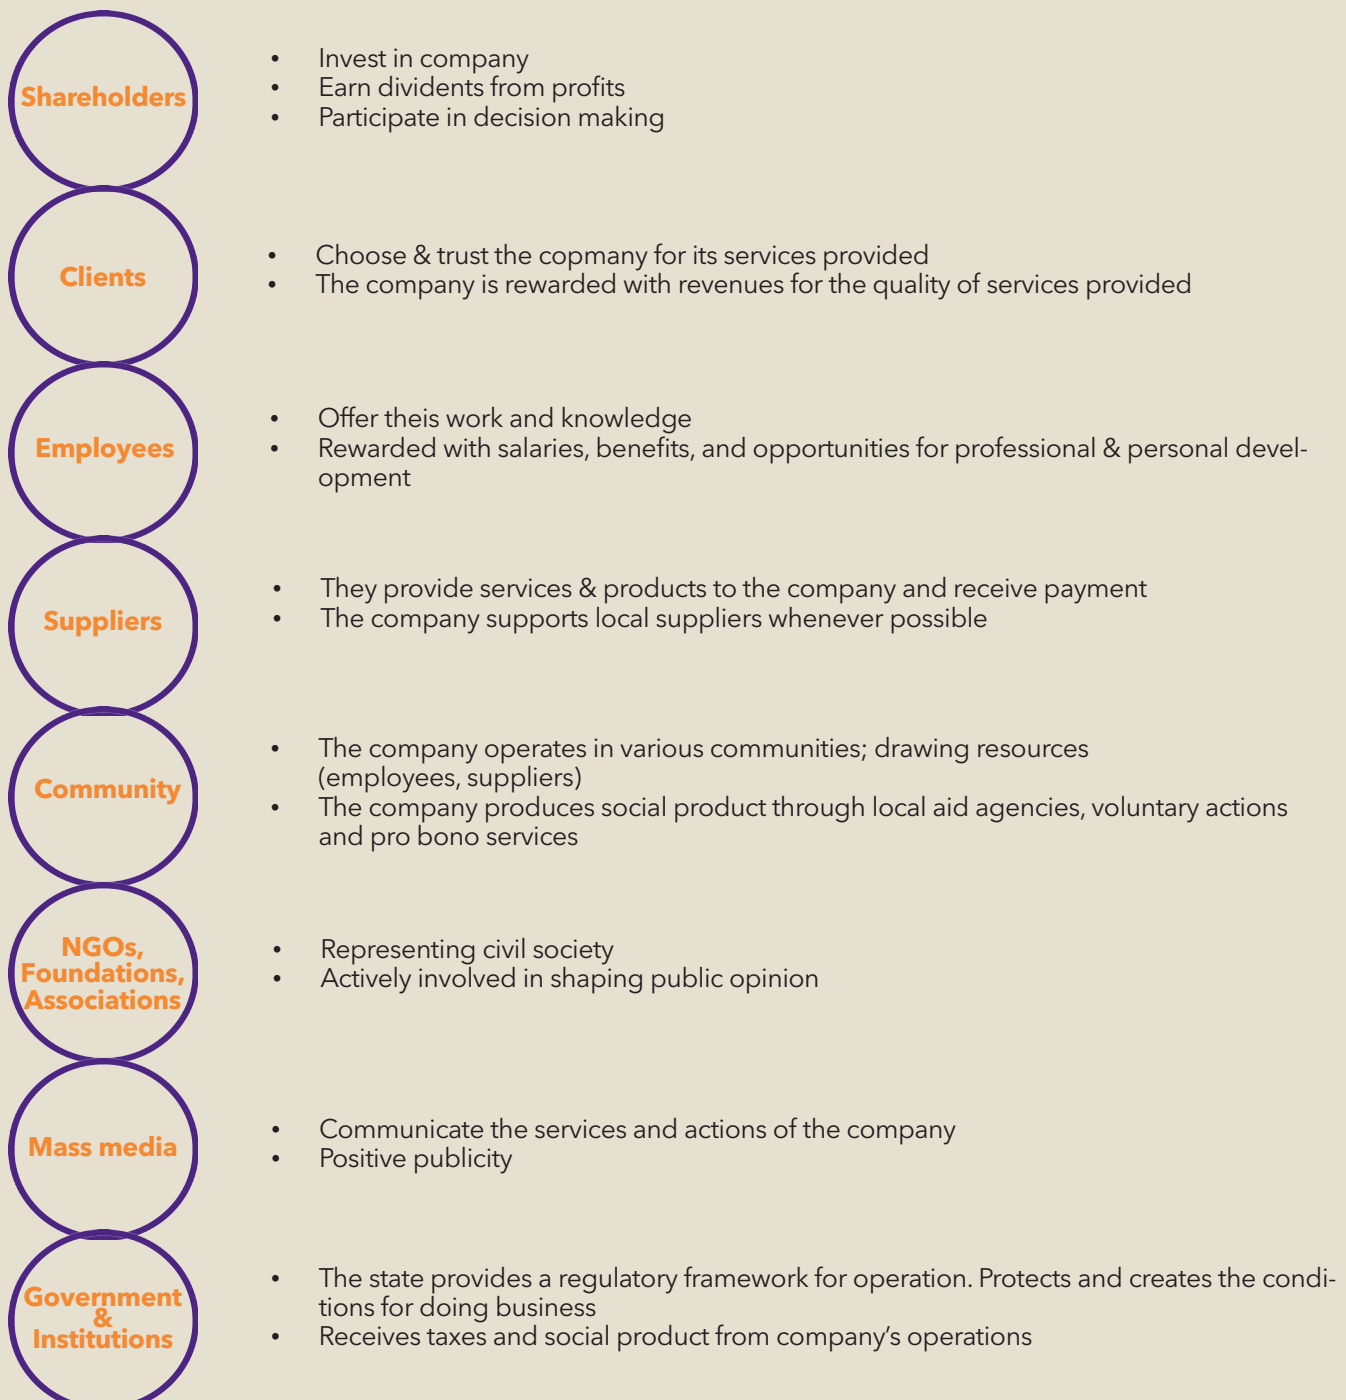 Shareholders
• Invest in company
• Earn dividents from profits
• Participate in decision making
Clients
• Choose & trust the copmany for its services provided
• The company is rewarded with revenues for the quality of services provided
Employees
• Offer theis work and knowledge
• Rewarded with salaries, benefits, and opportunities for professional & personal devel-
opment
Suppliers
• They provide services & products to the company and receive payment
• The company supports local suppliers whenever possible
Community
• The company operates in various communities; drawing resources
(employees, suppliers)
• The company produces social product through local aid agencies, voluntary actions
and pro bono services
NGOs,
Foundations,
Associations
• Representing civil society
• Actively involved in shaping public opinion
Mass media
• Communicate the services and actions of the company
• Positive publicity
Government
&
Institutions
• The state provides a regulatory framework for operation. Protects and creates the condi-
tions for doing business
• Receives taxes and social product from company’s operations